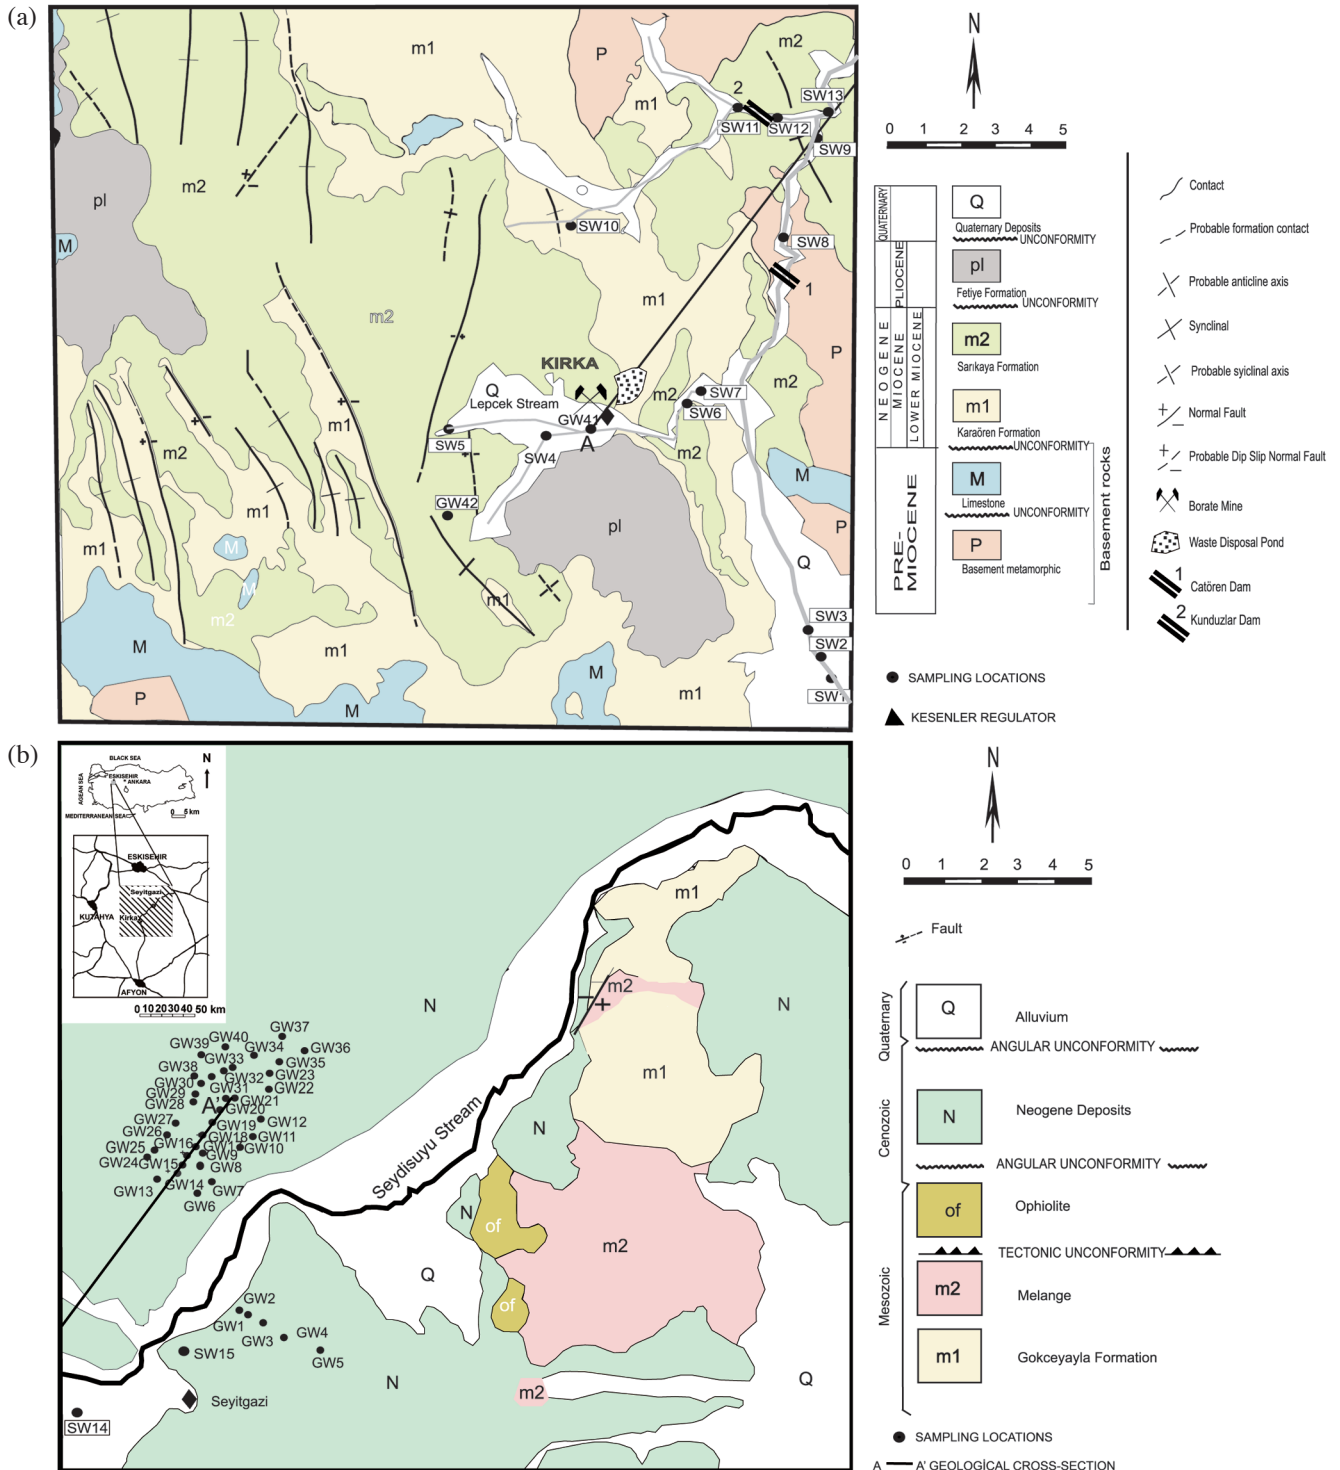 (a)
m1
P
m2
2
m1
SW13
SW11
SW12
SW9
pl
m2
M
SW10
SW8
1
m1
m2
P
KIRKA
Q
Lepcek Stream
m2
SW7
SW6
m2
GW41
A
SW5
SW4
m1
m2
m2
M
GW42
m1
pl
P
m1
M
Q
M
m1
m2
SW3
SW2
SW1
M
m1
M
m1
P
M
N
0 1 2 3 4 5
QUATERNARY
Q
Quaternary Deposits
UNCONFORMITY
PLIOCENE
pl
Fetiye Formation
UNCONFORMITY
NEOGENE
MIOCENE
LOWER MIOCENE
m2
Sarıkaya Formation
m1
Karaören Formation
UNCONFORMITY
PRE-
MIOCENE
M
Limestone
UNCONFORMITY
P
Basement metamorphic
Basement rocks
Contact
Probable formation contact
Probable anticline axis
Synclinal
Probable syiclinal axis
Normal Fault
Probable Dip Slip Normal Fault
Borate Mine
Waste Disposal Pond
1
Catören Dam
2
Kunduzlar Dam
SAMPLING LOCATIONS
KESENLER REGULATOR
(b)
BLACK SEA
N
ESKISEHIR
ANKARA
AGEAN SEA
MEDITERRANEAN SEA
0 5 km
ESKISEHIR
Seyitgazi
KUTAHYA
Kirka
AFYON
0 10 20 30 40 50 km
m1
m2
N
N
m1
GW37
GW40
GW39
GW34
GW36
GW33
GW35
GW38
GW32
GW23
GW30
GW31
GW22
GW29
GW28
A'
GW21
GW20
GW27
GW19
GW12
GW26
GW18
GW11
GW16
GW17
GW10
GW25
GW9
GW24
GW15
GW8
GW13
GW14
GW7
GW6
Seydisuyu Stream
N
N
of
m2
Q
of
GW2
GW1
GW3
GW4
GW5
SW15
N
m2
Q
Seyitgazi
SW14
N
0 1 2 3 4 5
Fault
Quaternary
Q
Alluvium
ANGULAR UNCONFORMITY
Cenozoic
N
Neogene Deposits
ANGULAR UNCONFORMITY
of
Ophiolite
TECTONIC UNCONFORMITY
Mesozoic
m2
Melange
m1
Gokceyayla Formation
SAMPLING LOCATIONS
A A' GEOLOGİCAL CROSS-SECTION